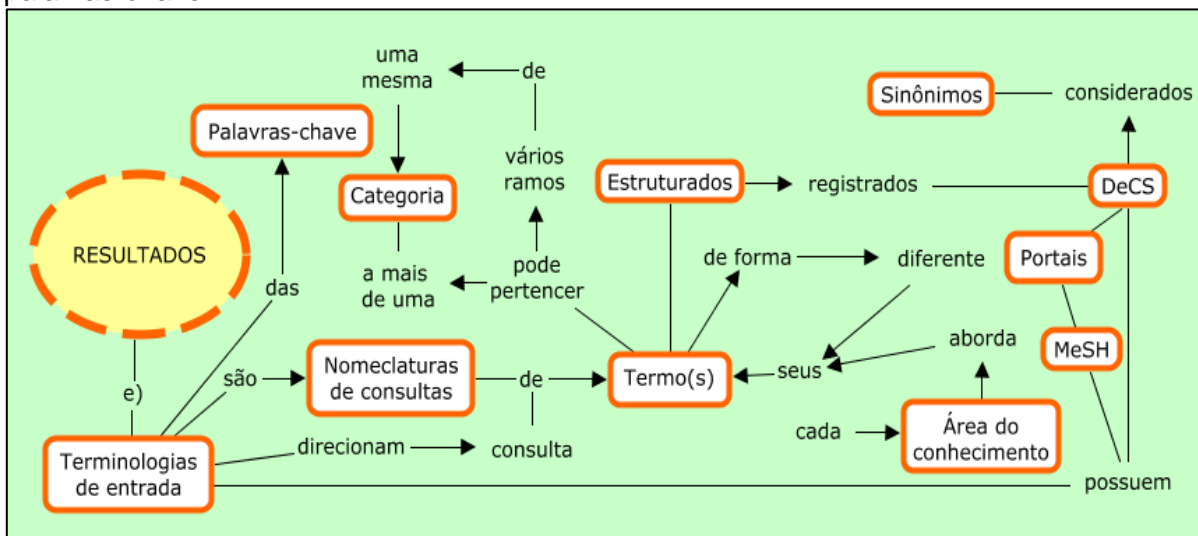 uma
mesma
de
Sinônimos
considerados
Palavras-chave
vários
ramos
Categoria
Estruturados
registrados
DeCS
RESULTADOS
de forma
diferente
Portais
das
a mais
de uma
pode
pertencer
aborda
MeSH
e)
são
Nomeclaturas
de consultas
de
Termo(s)
seus
cada
Área do
conhecimento
direcionam
consulta
Terminologias
de entrada
possuem